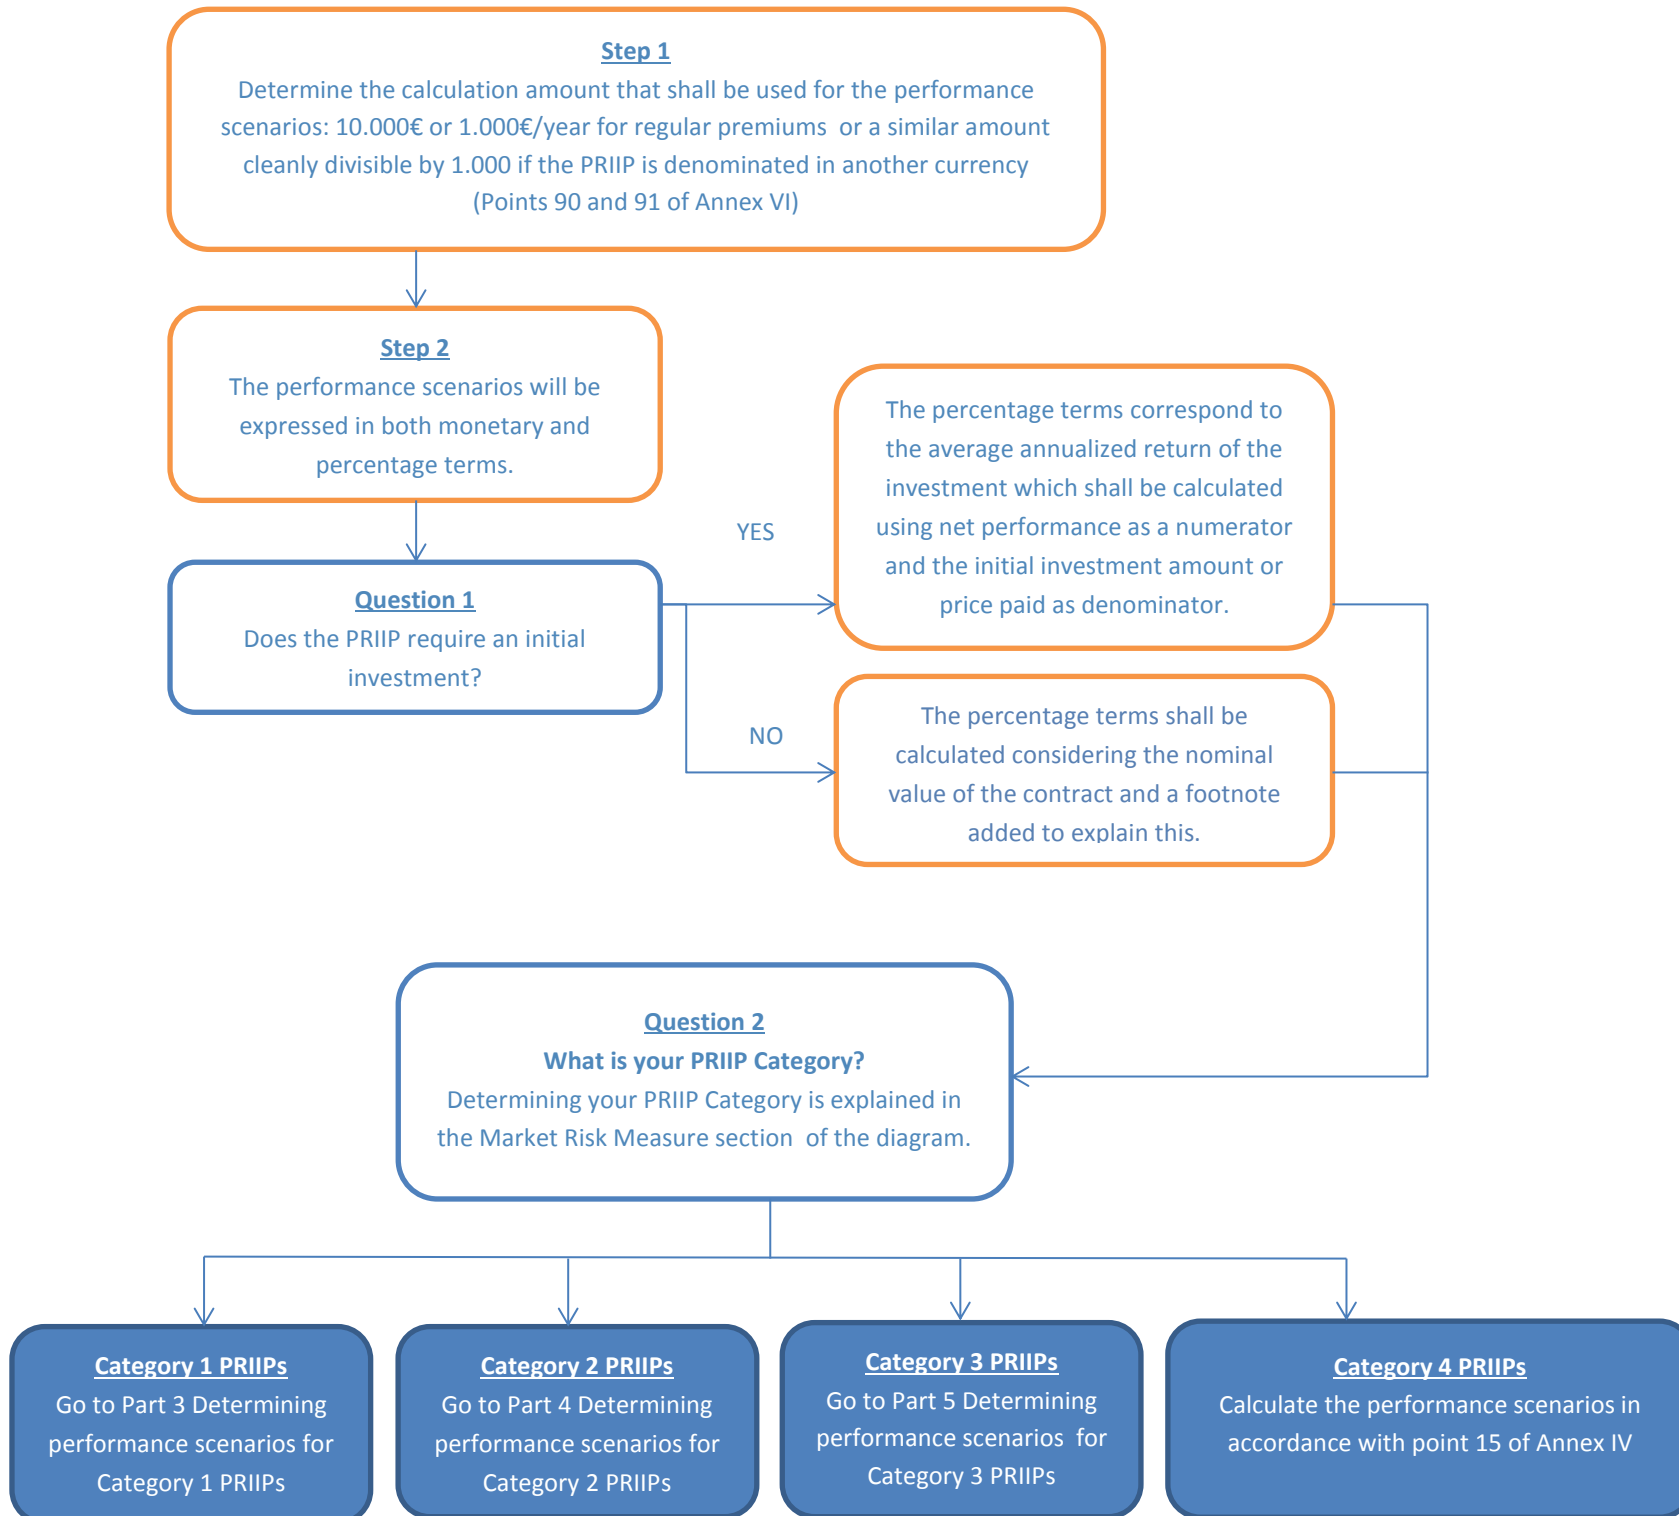 Step 1
Determine the calculation amount that shall be used for the performance
scenarios: 10.000€ or 1.000€/year for regular premiums or a similar amount
cleanly divisible by 1.000 if the PRIIP is denominated in another currency
(Points 90 and 91 of Annex VI)
Step 2
The performance scenarios will be
expressed in both monetary and
percentage terms.
The percentage terms correspond to
the average annualized return of the
investment which shall be calculated
using net performance as a numerator
and the initial investment amount or
price paid as denominator.
YES
Question 1
Does the PRIIP require an initial
investment?
NO
The percentage terms shall be
calculated considering the nominal
value of the contract and a footnote
added to explain this.
Question 2
What is your PRIIP Category?
Determining your PRIIP Category is explained in
the Market Risk Measure section of the diagram.
Category 1 PRIIPs
Go to Part 3 Determining
performance scenarios for
Category 1 PRIIPs
Category 2 PRIIPs
Go to Part 4 Determining
performance scenarios for
Category 2 PRIIPs
Category 3 PRIIPs
Go to Part 5 Determining
performance scenarios for
Category 3 PRIIPs
Category 4 PRIIPs
Calculate the performance scenarios in
accordance with point 15 of Annex IV